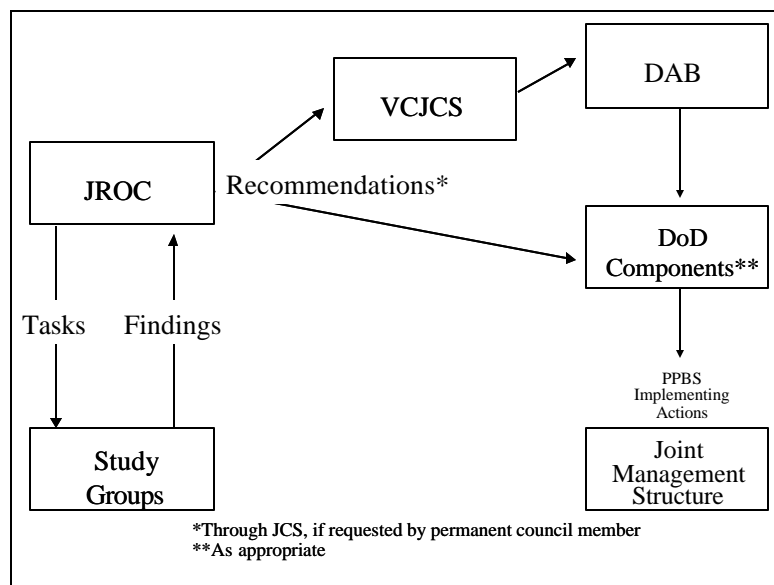 DAB
VCJCS
JROC
Recommendations*
DoD
Components**
Tasks
Findings
PPBS
Implementing
Actions
Study
Groups
Joint
Management
Structure
*Through JCS, if requested by permanent council member
**As appropriate